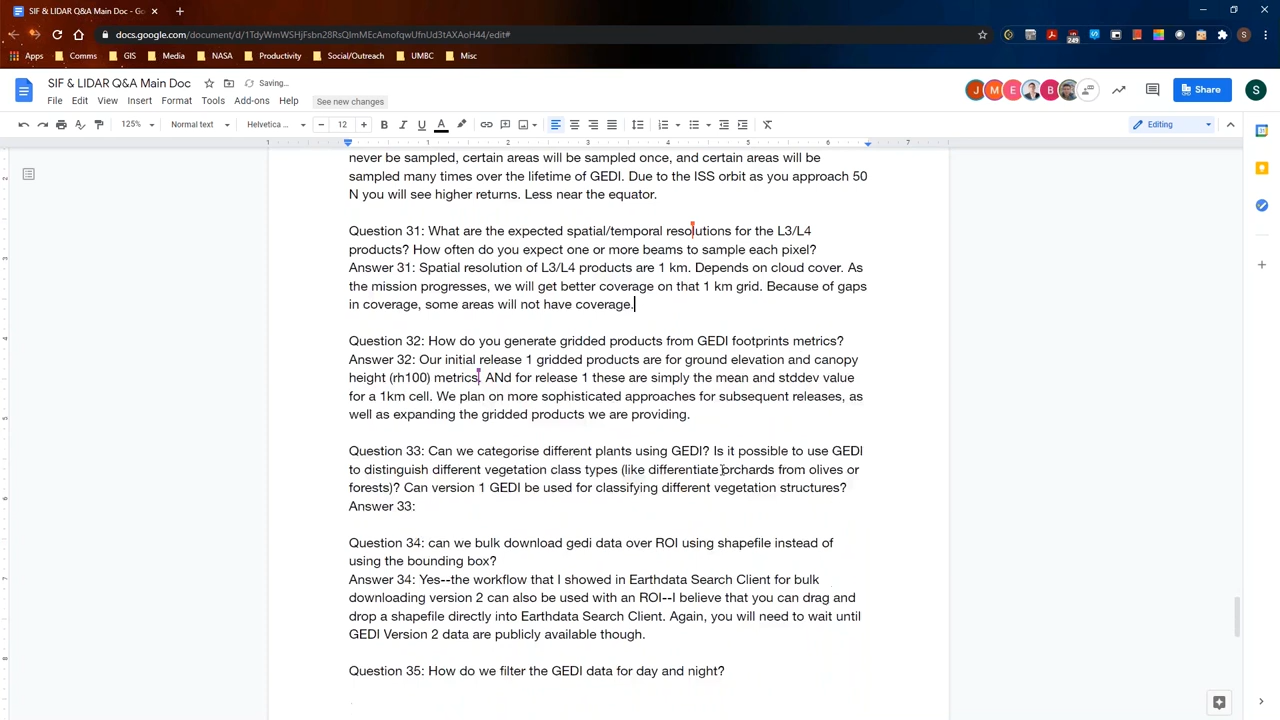 SIF & LIDAR Q&A Main Doc - Go
docs.google.com/document/d/1TdyWmWSHjFsbn28RsQImMEcAmofqwUfnUd3tAXAoH44/edit#
Apps Comms GIS Media NASA Productivity Social/Outreach UMBC Misc
SIF & LIDAR Q&A Main Doc Saving...
File Edit View Insert Format Tools Add-ons Help See new changes
Share
125% Normal text Helvetica ... 12 Editing
never be sampled, certain areas will be sampled once, and certain areas will be
sampled many times over the lifetime of GEDI. Due to the ISS orbit as you approach 50
N you will see higher returns. Less near the equator.
Question 31: What are the expected spatial/temporal resolutions for the L3/L4
products? How often do you expect one or more beams to sample each pixel?
Answer 31: Spatial resolution of L3/L4 products are 1 km. Depends on cloud cover. As
the mission progresses, we will get better coverage on that 1 km grid. Because of gaps
in coverage, some areas will not have coverage.
Question 32: How do you generate gridded products from GEDI footprints metrics?
Answer 32: Our initial release 1 gridded products are for ground elevation and canopy
height (rh100) metrics. ANd for release 1 these are simply the mean and stddev value
for a 1km cell. We plan on more sophisticated approaches for subsequent releases, as
well as expanding the gridded products we are providing.
Question 33: Can we categorise different plants using GEDI? Is it possible to use GEDI
to distinguish different vegetation class types (like differentiate orchards from olives or
forests)? Can version 1 GEDI be used for classifying different vegetation structures?
Answer 33:
Question 34: can we bulk download gedi data over ROI using shapefile instead of
using the bounding box?
Answer 34: Yes--the workflow that I showed in Earthdata Search Client for bulk
downloading version 2 can also be used with an ROI--I believe that you can drag and
drop a shapefile directly into Earthdata Search Client. Again, you will need to wait until
GEDI Version 2 data are publicly available though.
Question 35: How do we filter the GEDI data for day and night?